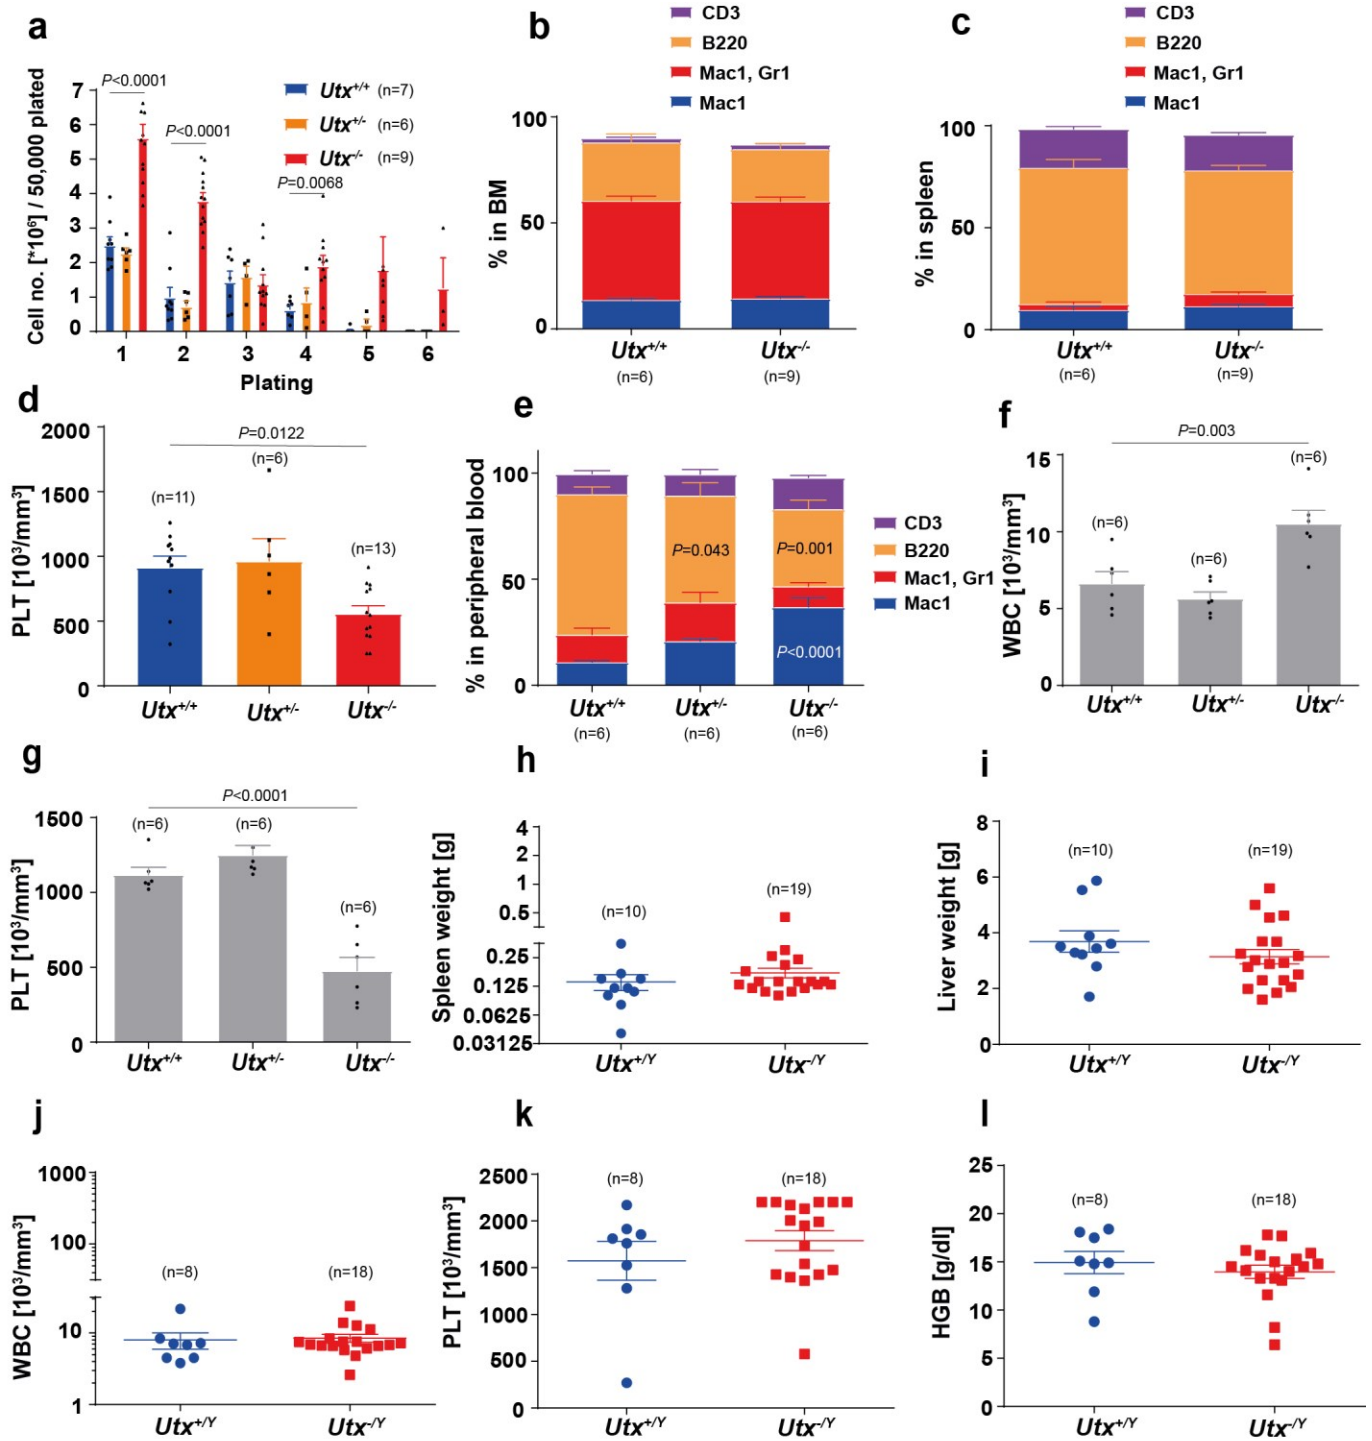 a
P<0.0001
P<0.0001
P=0.0068
Utx+/+ (n=7)
Utx+/- (n=6)
Utx-/- (n=9)
Cell no. [*10⁶] / 50,000 plated
7
6
5
4
3
2
1
0
1 2 3 4 5 6
Plating
b
CD3
B220
Mac1, Gr1
Mac1
% in BM
100
50
0
Utx+/+ Utx-/-
(n=6) (n=9)
c
CD3
B220
Mac1, Gr1
Mac1
% in spleen
100
50
0
Utx+/+ Utx-/-
(n=6) (n=9)
d
PLT [10³/mm³]
2000
1500
1000
500
0
P=0.0122
(n=11) (n=6) (n=13)
Utx+/+ Utx+/- Utx-/-
e
% in peripheral blood
100
50
0
P=0.043 P=0.001
P<0.0001
CD3
B220
Mac1, Gr1
Mac1
Utx+/+ Utx+/- Utx-/-
(n=6) (n=6) (n=6)
f
WBC [10³/mm³]
15
10
5
0
P=0.003
(n=6) (n=6) (n=6)
Utx+/+ Utx+/- Utx-/-
g
PLT [10³/mm³]
1500
1000
500
0
P<0.0001
(n=6) (n=6) (n=6)
Utx+/+ Utx+/- Utx-/-
h
Spleen weight [g]
4
2
1
0.5
0.25
0.125
0.0625
0.03125
(n=10) (n=19)
Utx+/Y Utx-/Y
i
Liver weight [g]
8
6
4
2
0
(n=10) (n=19)
Utx+/Y Utx-/Y
j
WBC [10³/mm³]
1000
100
10
1
(n=8) (n=18)
Utx+/Y Utx-/Y
k
PLT [10³/mm³]
2500
2000
1500
1000
500
0
(n=8) (n=18)
Utx+/Y Utx-/Y
l
HGB [g/dl]
25
20
15
10
5
0
(n=8) (n=18)
Utx+/Y Utx-/Y